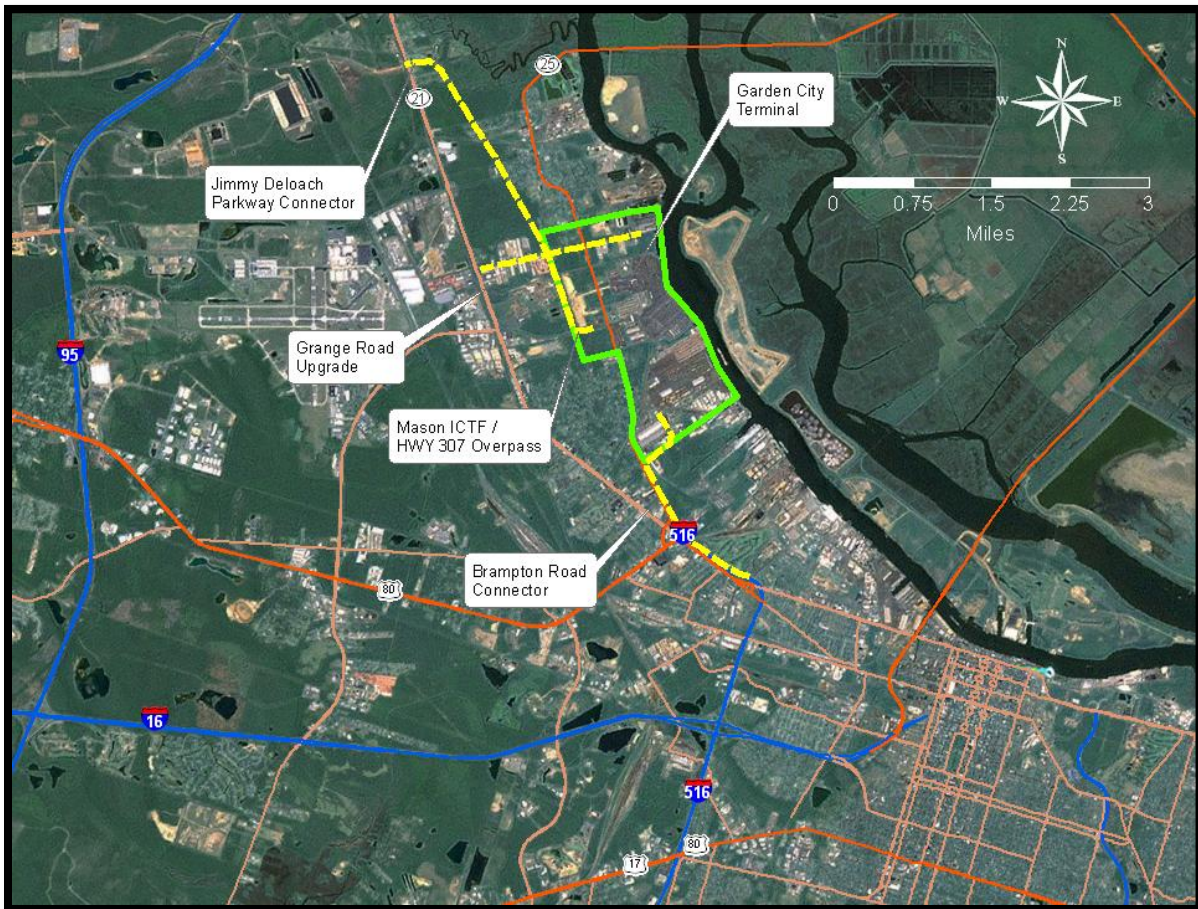 N
W
E
S
25
21
Garden City
Terminal
0 0.75 1.5 2.25 3
Miles
Jimmy Deloach
Parkway Connector
95
Grange Road
Upgrade
Mason ICTF /
HWY 307 Overpass
516
Brampton Road
Connector
80
16
516
80
17